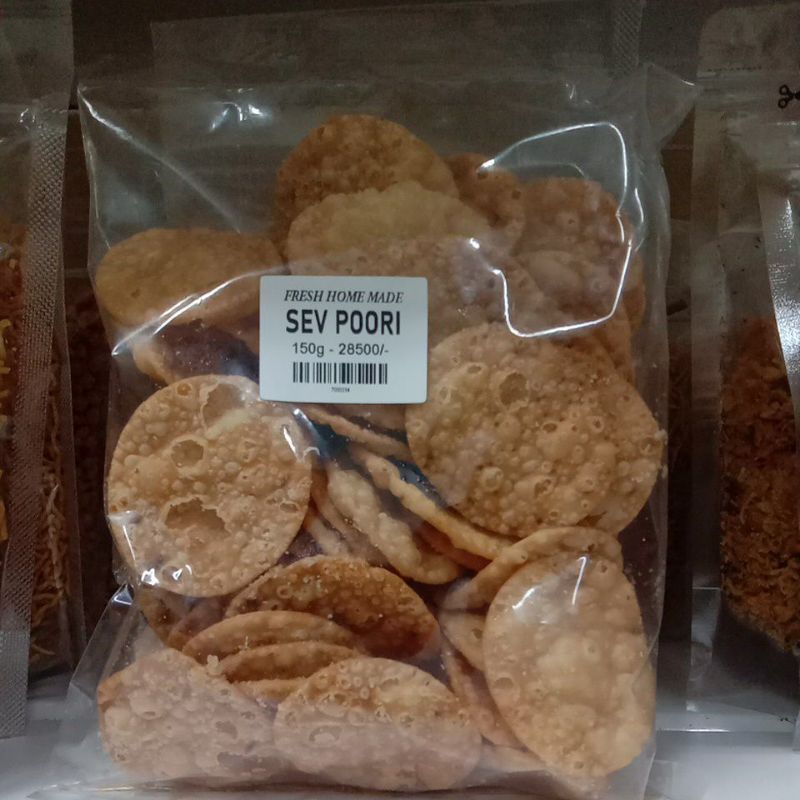 FRESH HOME MADE
SEV POORI
150g - 28500/-